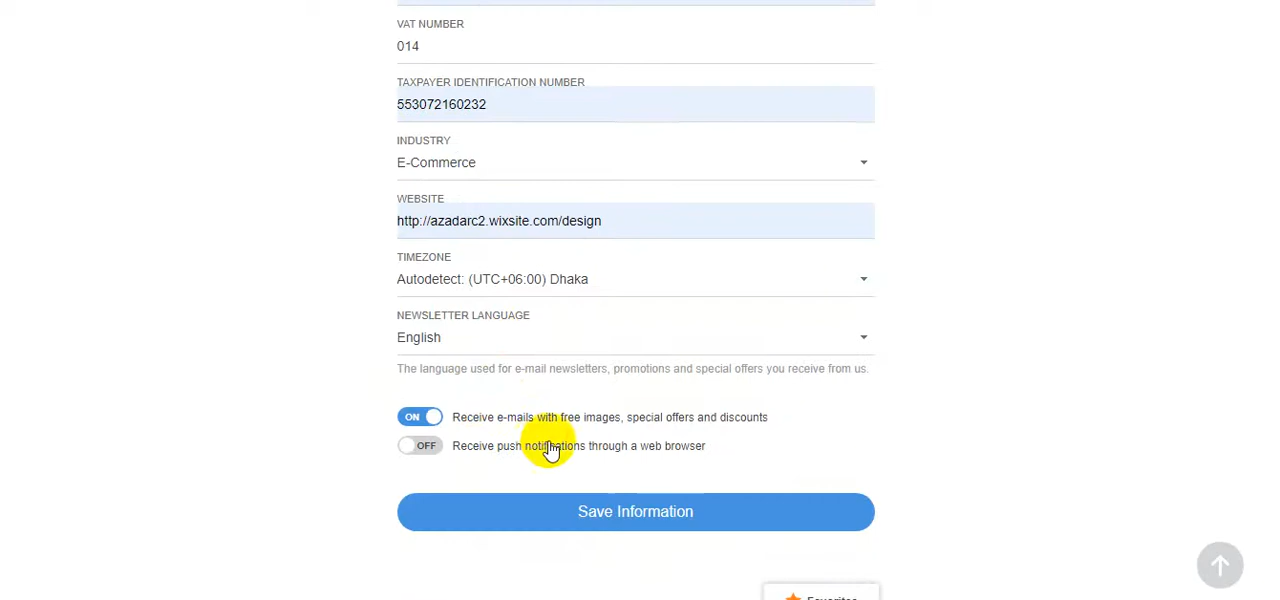 VAT NUMBER
014
TAXPAYER IDENTIFICATION NUMBER
553072160232
INDUSTRY
E-Commerce
WEBSITE
http://azadarc2.wixsite.com/design
TIMEZONE
Autodetect: (UTC+06:00) Dhaka
NEWSLETTER LANGUAGE
English
The language used for e-mail newsletters, promotions and special offers you receive from us.
ON Receive e-mails with free images, special offers and discounts
OFF Receive push notifications through a web browser
Save Information
Favorites